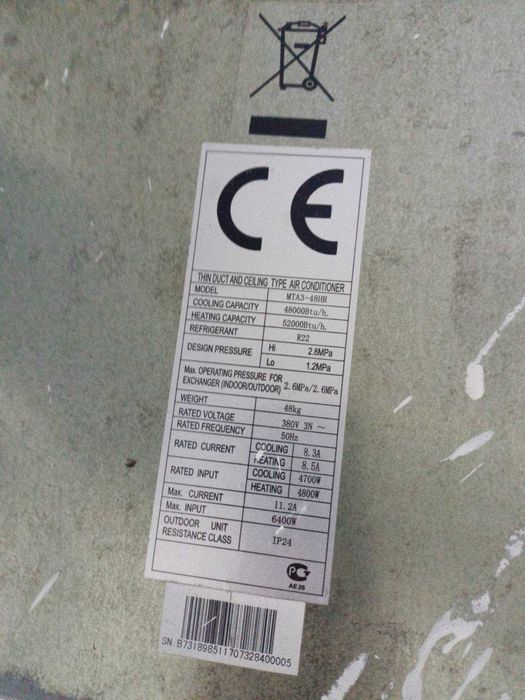 CE
THIN DUCT AND CEILING TYPE AIR CONDITIONER
MODEL MTA3-48HR
COOLING CAPACITY 48000Btu/h.
HEATING CAPACITY 52000Btu/h.
REFRIGERANT R22
DESIGN PRESSURE Hi 2.8MPa
Lo 1.2MPa
Max. OPERATING PRESSURE FOR
EXCHANGER (INDOOR/OUTDOOR) 2.6MPa/2.6MPa
WEIGHT 48kg
RATED VOLTAGE 380V 3N ~
RATED FREQUENCY 50Hz
RATED CURRENT COOLING 8.3A
HEATING 8.5A
RATED INPUT COOLING 4700W
HEATING 4800W
Max. CURRENT 11.2A
Max. INPUT 6400W
OUTDOOR UNIT
RESISTANCE CLASS IP24
РСТ
AE 25
SN B731898511707328400005